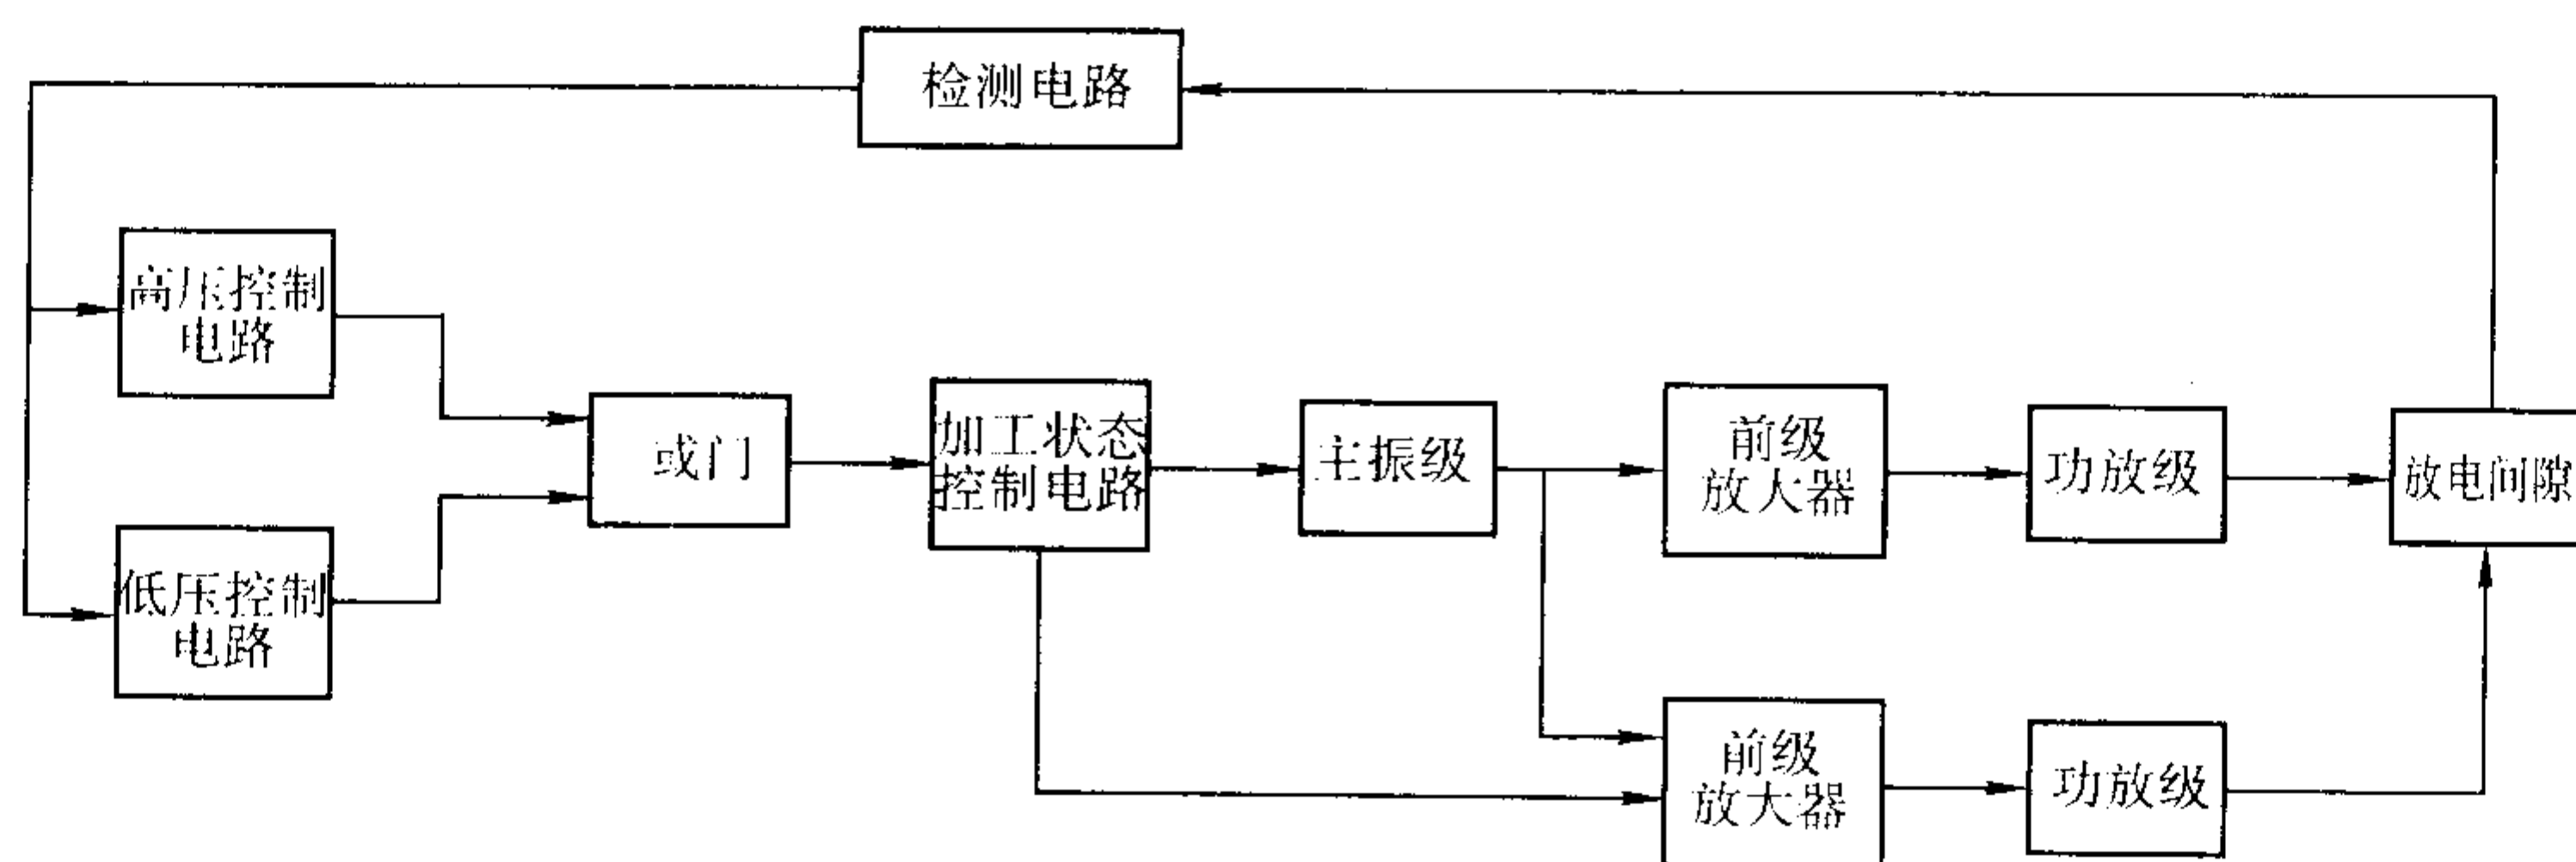 检测电路
高压控制
电路
低压控制
电路
或门
加工状态
控制电路
主振级
前级
放大器
功放级
放电间隙
前级
放大器
功放级